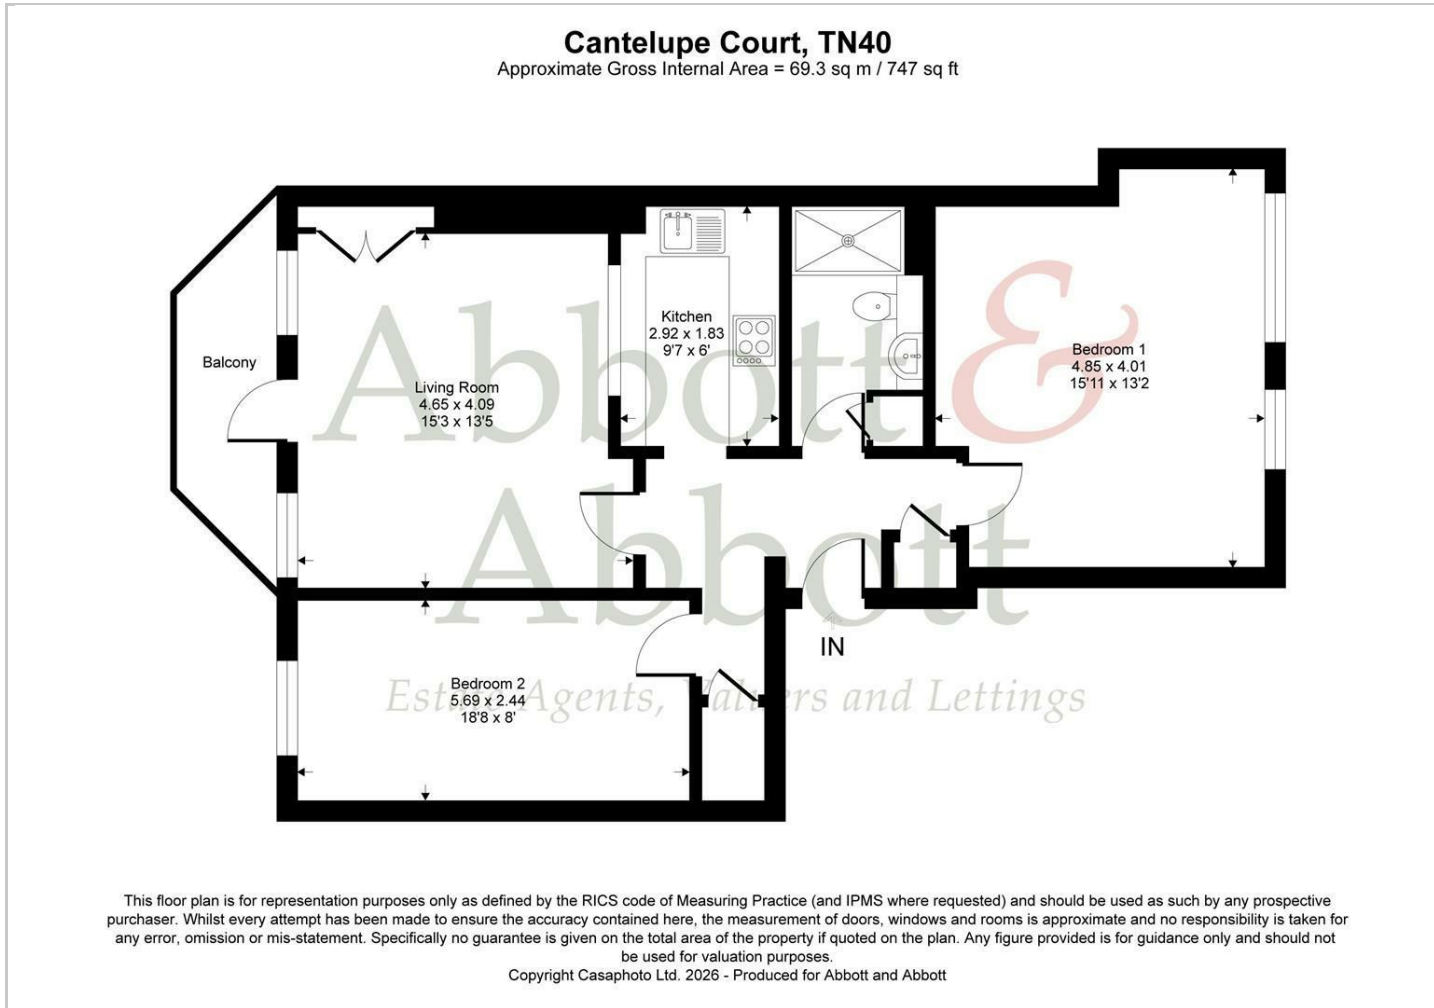 Cantelupe Court, TN40
Approximate Gross Internal Area = 69.3 sq m / 747 sq ft
Balcony
Living Room
4.65 x 4.09
15'3 x 13'5
Kitchen
2.92 x 1.83
9'7 x 6'
Bedroom 1
4.85 x 4.01
15'11 x 13'2
Bedroom 2
5.69 x 2.44
18'8 x 8'
IN
Abbott &
Abbott
Estate Agents, Valuers and Lettings
This floor plan is for representation purposes only as defined by the RICS code of Measuring Practice (and IPMS where requested) and should be used as such by any prospective
purchaser. Whilst every attempt has been made to ensure the accuracy contained here, the measurement of doors, windows and rooms is approximate and no responsibility is taken for
any error, omission or mis-statement. Specifically no guarantee is given on the total area of the property if quoted on the plan. Any figure provided is for guidance only and should not
be used for valuation purposes.
Copyright Casaphoto Ltd. 2026 - Produced for Abbott and Abbott